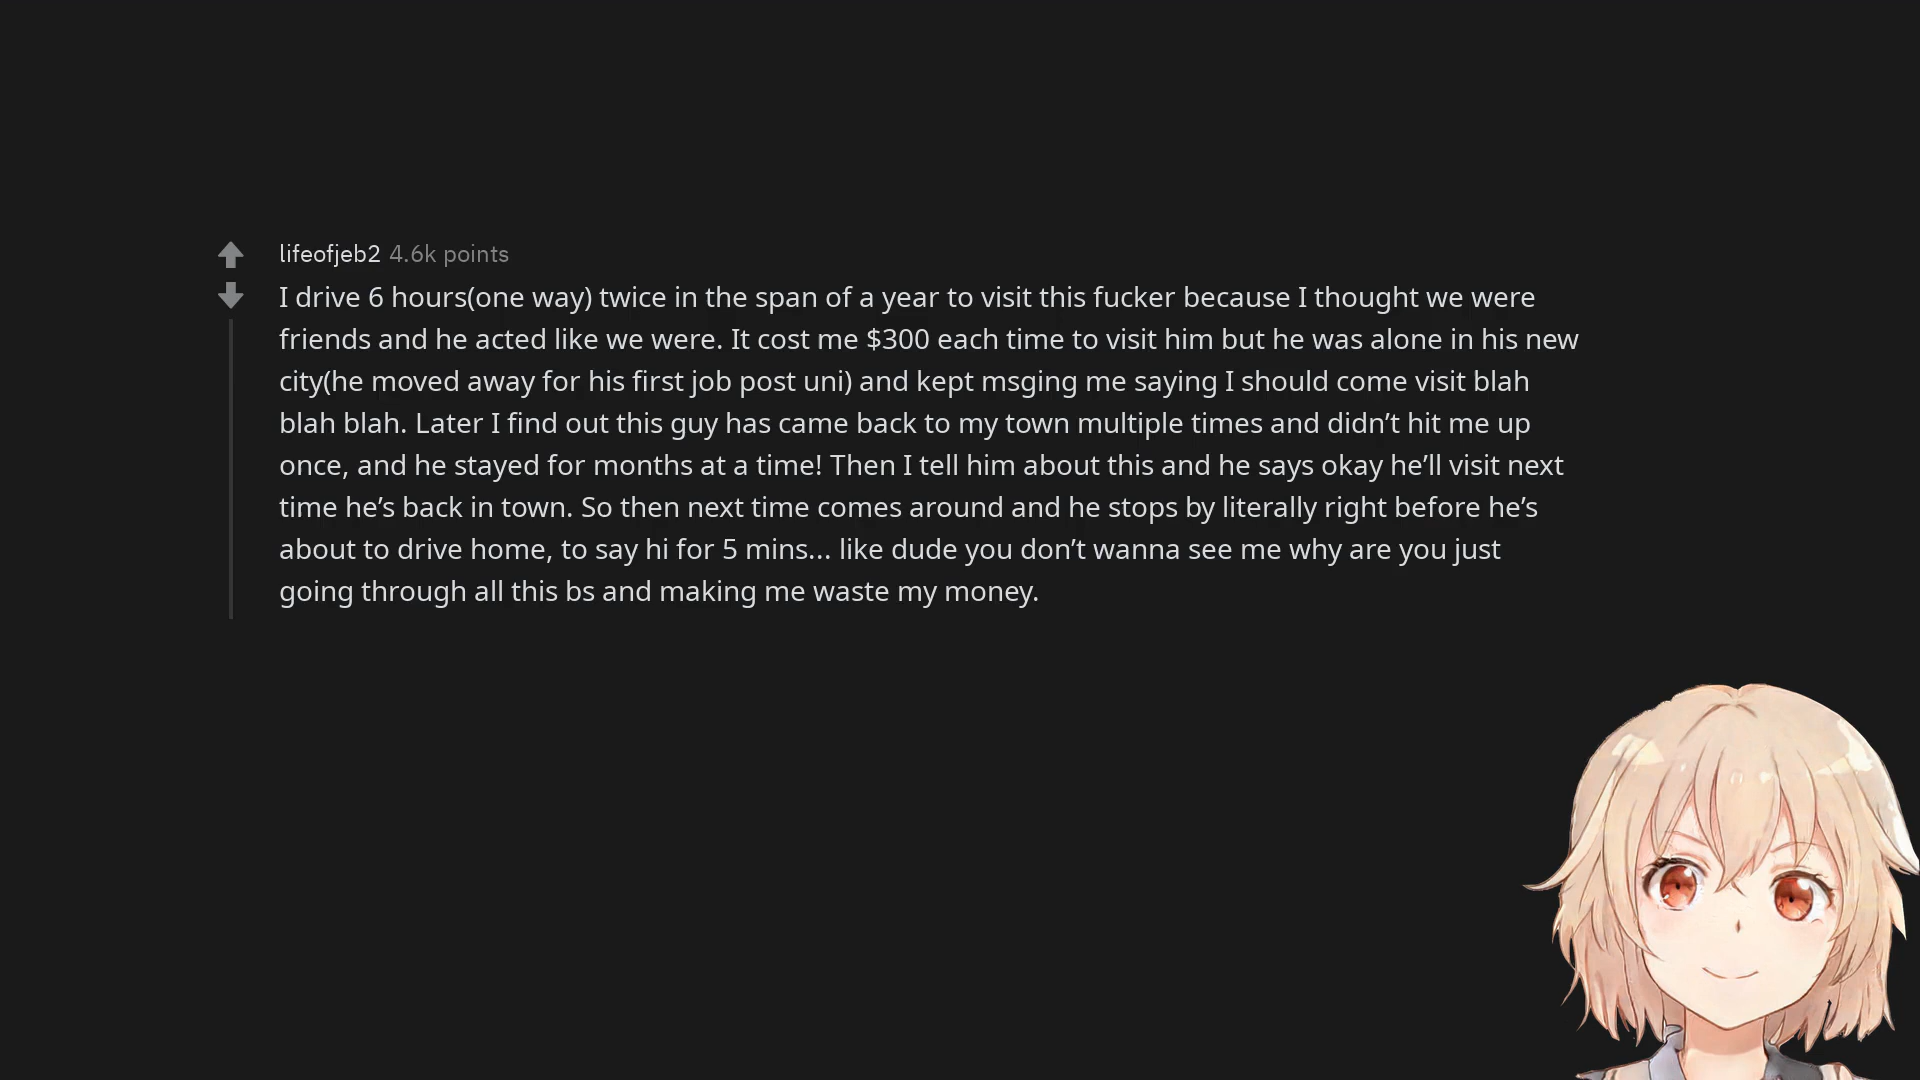 lifeofjeb2 4.6k points
I drive 6 hours(one way) twice in the span of a year to visit this fucker because I thought we were
friends and he acted like we were. It cost me $300 each time to visit him but he was alone in his new
city(he moved away for his first job post uni) and kept msging me saying I should come visit blah
blah blah. Later I find out this guy has came back to my town multiple times and didn’t hit me up
once, and he stayed for months at a time! Then I tell him about this and he says okay he’ll visit next
time he’s back in town. So then next time comes around and he stops by literally right before he’s
about to drive home, to say hi for 5 mins... like dude you don’t wanna see me why are you just
going through all this bs and making me waste my money.